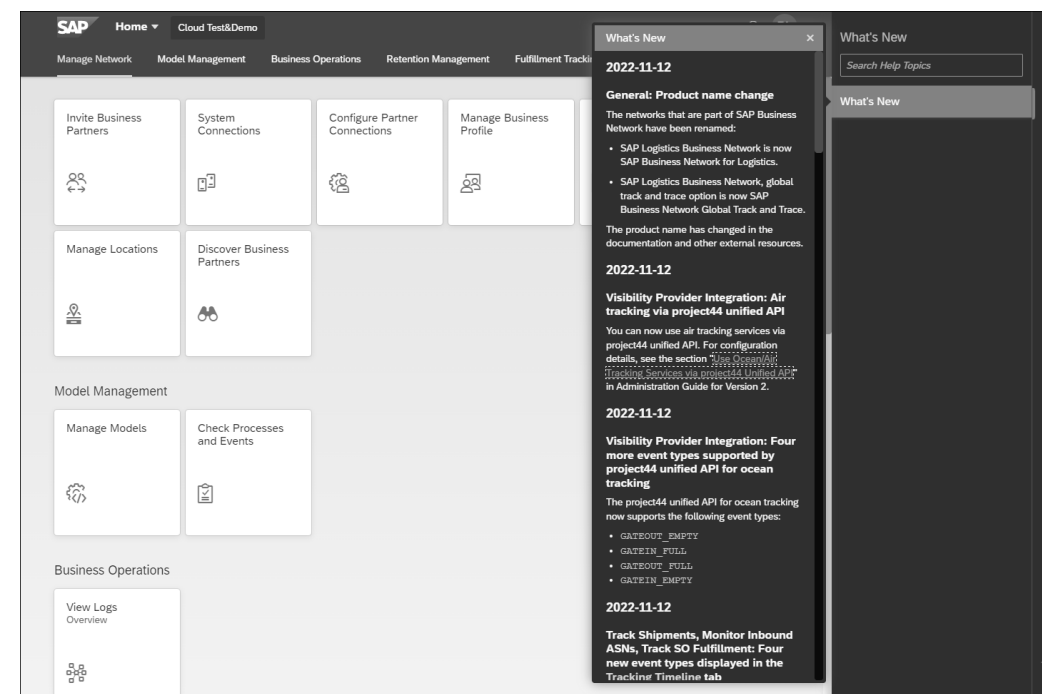 SAP Home Cloud Test&Demo
Manage Network Model Management Business Operations Retention Management Fulfillment Tracki
Invite Business
Partners
System
Connections
Configure Partner
Connections
Manage Business
Profile
Manage Locations
Discover Business
Partners
Model Management
Manage Models
Check Processes
and Events
Business Operations
View Logs
Overview
What's New ×
2022-11-12
General: Product name change
The networks that are part of SAP Business
Network have been renamed:
• SAP Logistics Business Network is now
SAP Business Network for Logistics.
• SAP Logistics Business Network, global
track and trace option is now SAP
Business Network Global Track and Trace.
The product name has changed in the
documentation and other external resources.
2022-11-12
Visibility Provider Integration: Air
tracking via project44 unified API
You can now use air tracking services via
project44 unified API. For configuration
details, see the section "Use Ocean/Air
Tracking Services via project44 Unified API"
in Administration Guide for Version 2.
2022-11-12
Visibility Provider Integration: Four
more event types supported by
project44 unified API for ocean
tracking
The project44 unified API for ocean tracking
now supports the following event types:
• GATEOUT_EMPTY
• GATEIN_FULL
• GATEOUT_FULL
• GATEIN_EMPTY
2022-11-12
Track Shipments, Monitor Inbound
ASNs, Track SO Fulfillment: Four
new event types displayed in the
Tracking Timeline tab
What's New
Search Help Topics
What's New